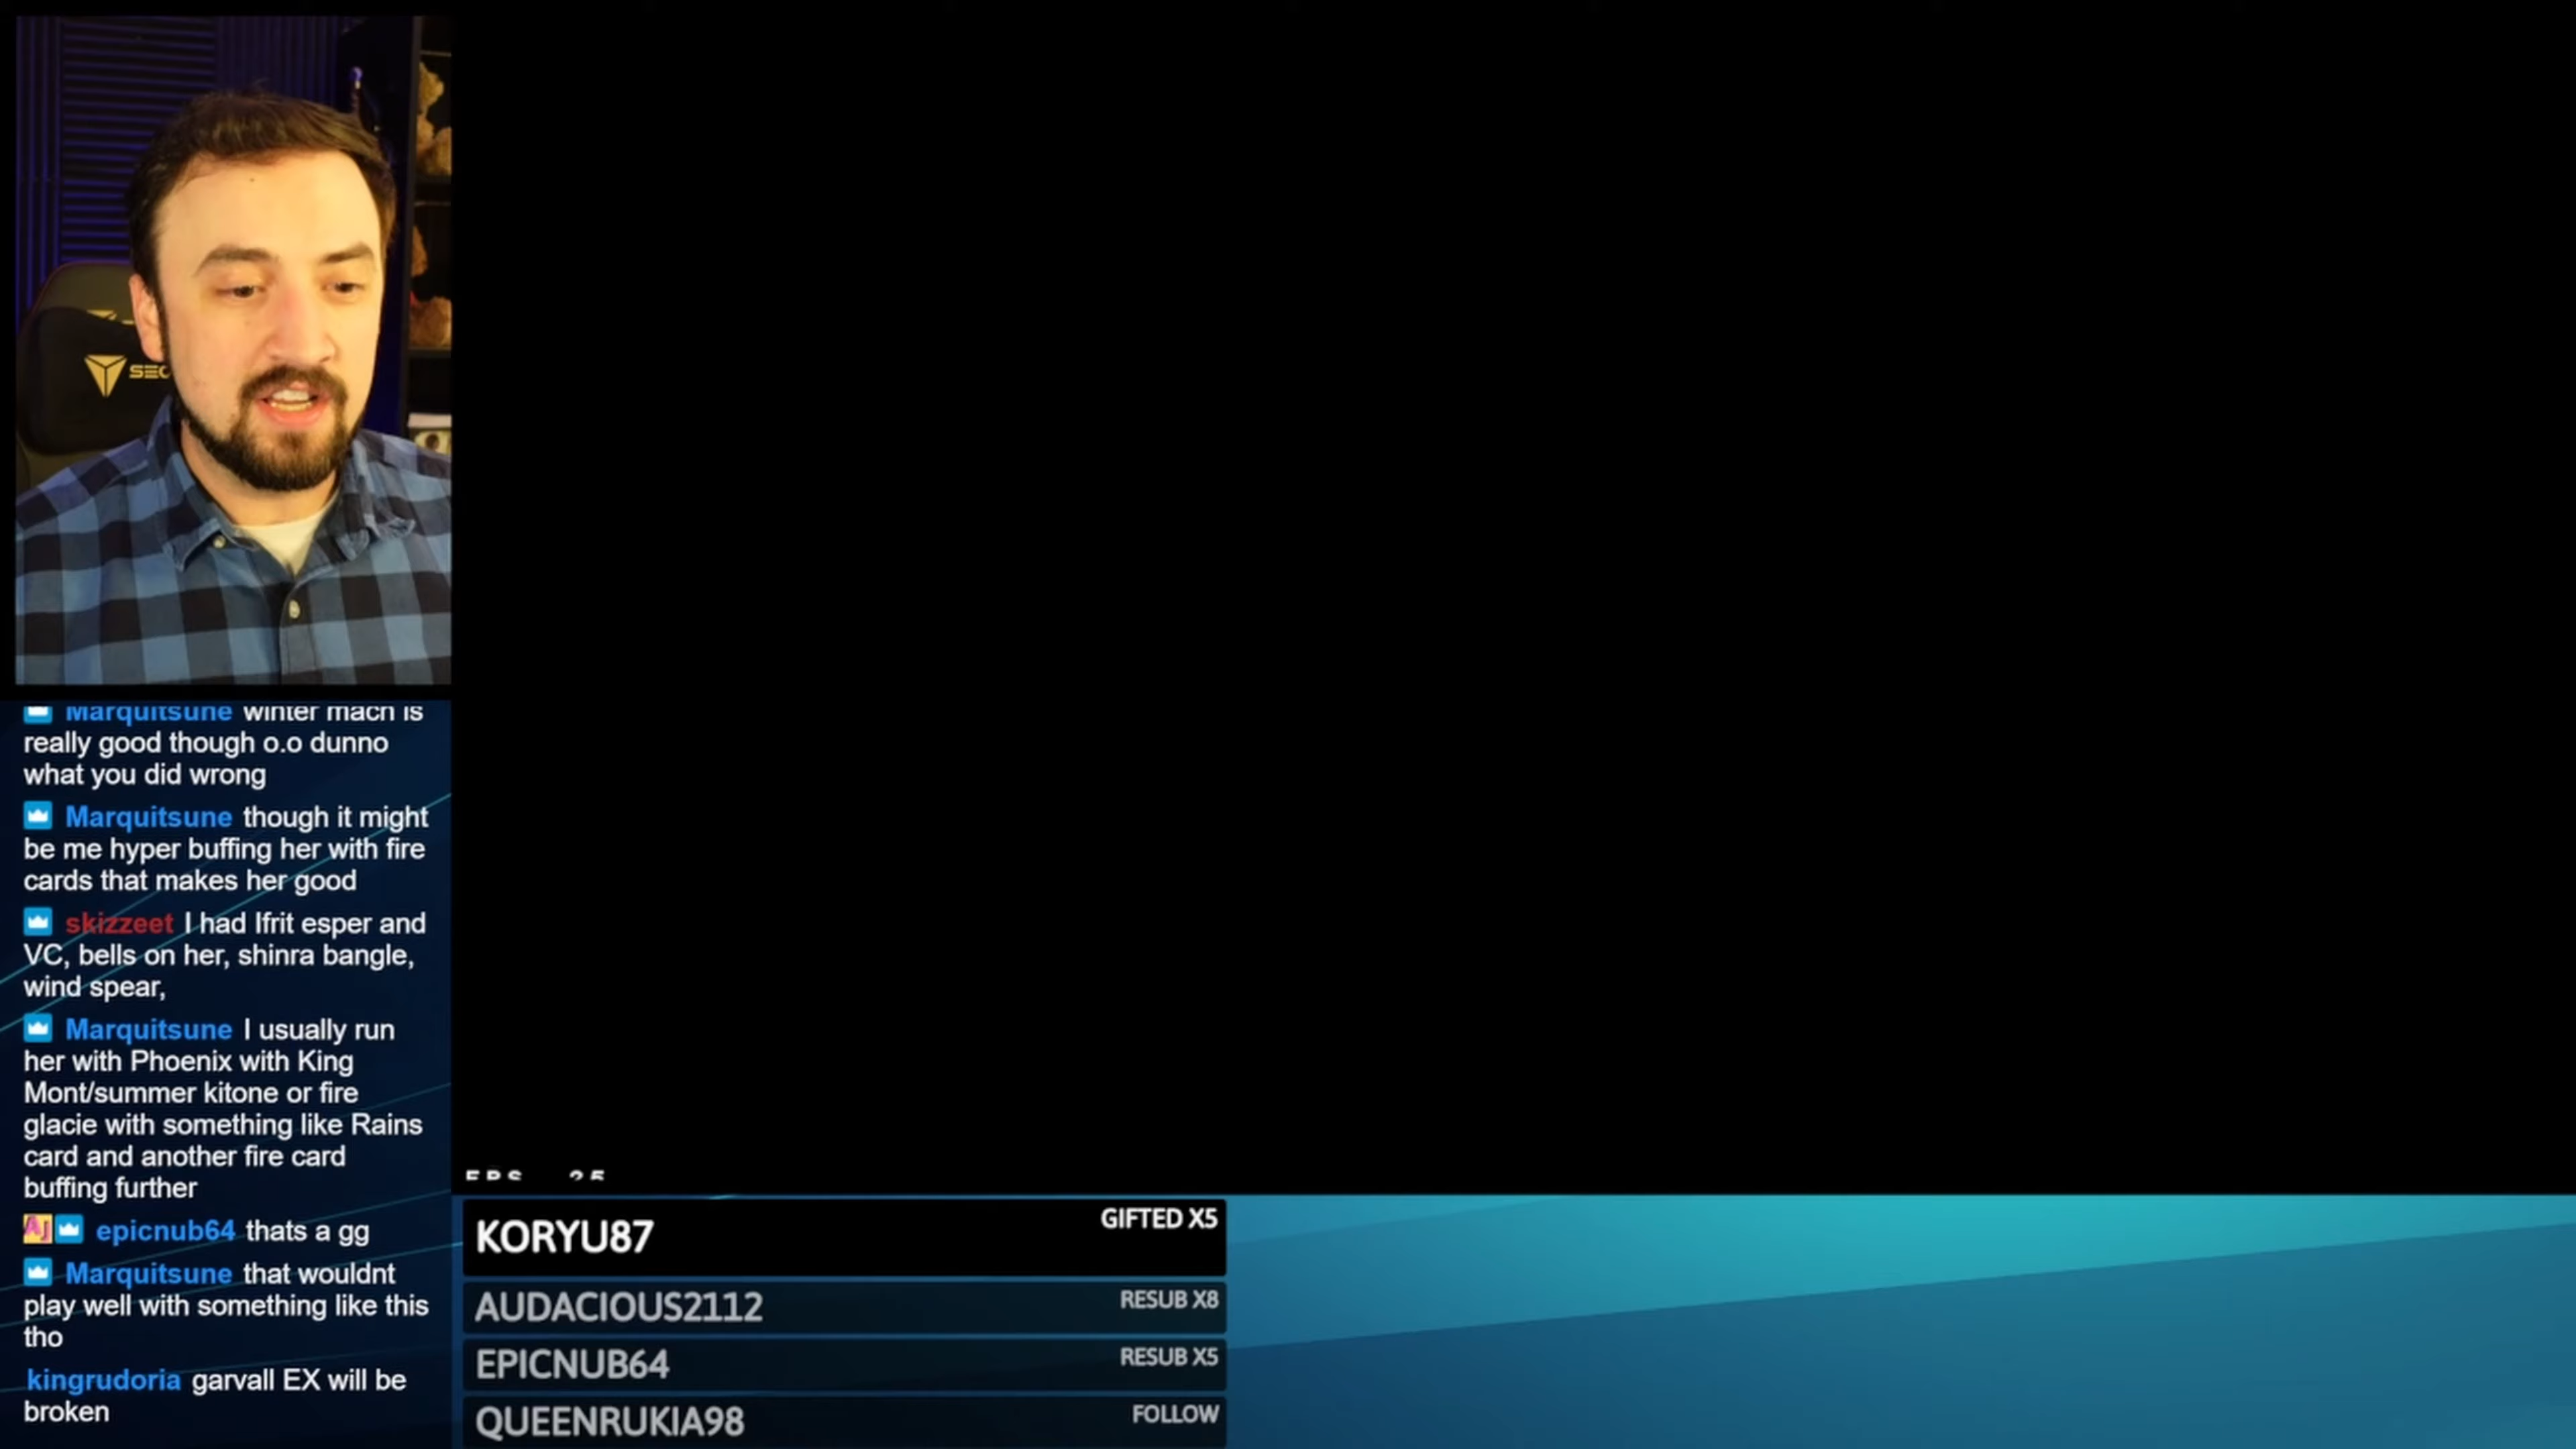 SEC
Marquitsune winter mach is
really good though o.o dunno
what you did wrong
Marquitsune though it might
be me hyper buffing her with fire
cards that makes her good
skizzeet I had Ifrit esper and
VC, bells on her, shinra bangle,
wind spear,
Marquitsune I usually run
her with Phoenix with King
Mont/summer kitone or fire
glacie with something like Rains
card and another fire card
buffing further
AJ epicnub64 thats a gg
Marquitsune that wouldnt
play well with something like this
tho
kingrudoria garvall EX will be
broken
FPS 25
KORYU87 GIFTED X5
AUDACIOUS2112 RESUB X8
EPICNUB64 RESUB X5
QUEENRUKIA98 FOLLOW